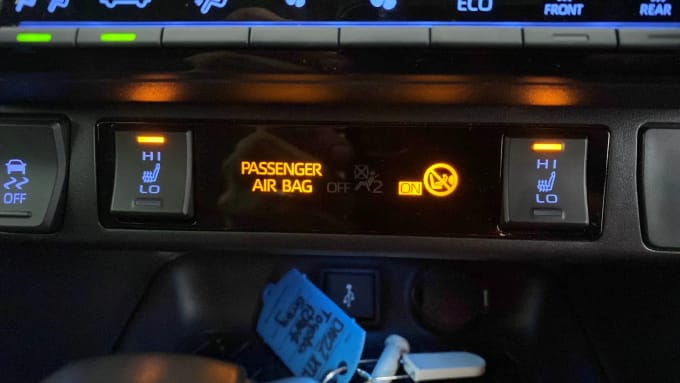 ECO
FRONT
REAR
OFF
HI
LO
PASSENGER
AIR BAG
OFF
2
ON
HI
LO